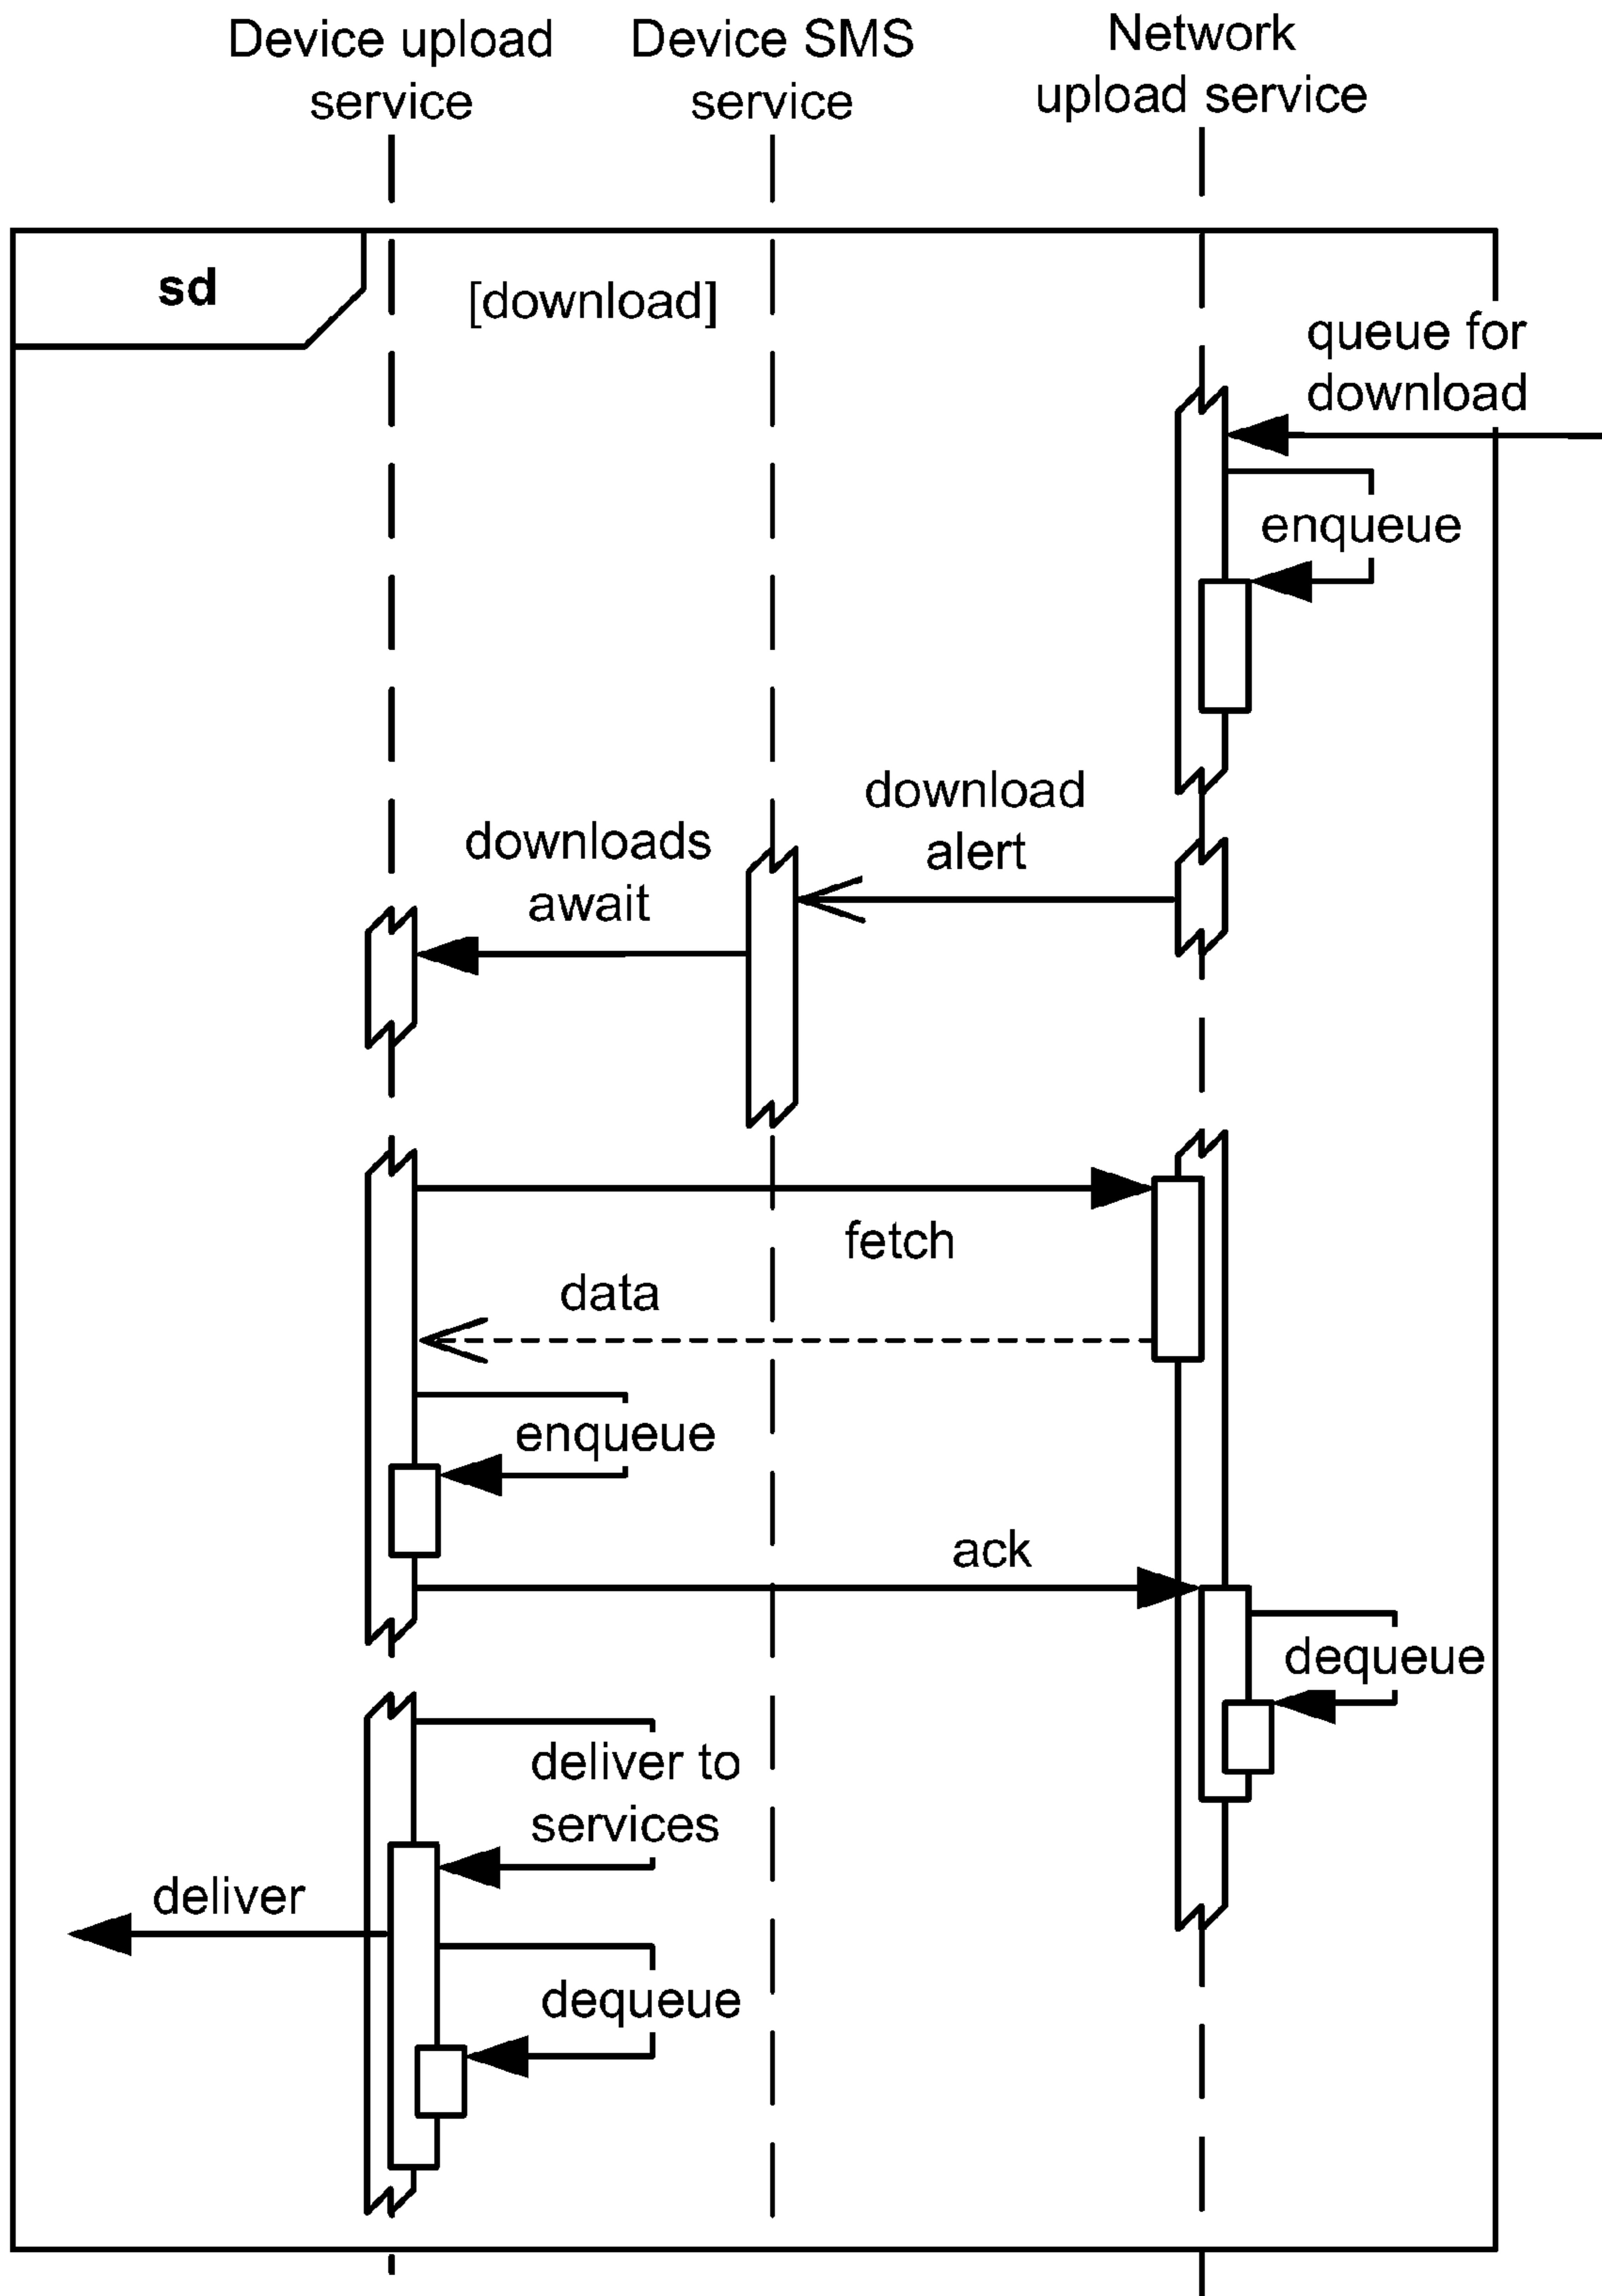 Device upload
service
Device SMS
service
Network
upload service
sd
[download]
queue for
download
enqueue
download
alert
downloads
await
fetch
data
enqueue
ack
dequeue
deliver to
services
deliver
dequeue